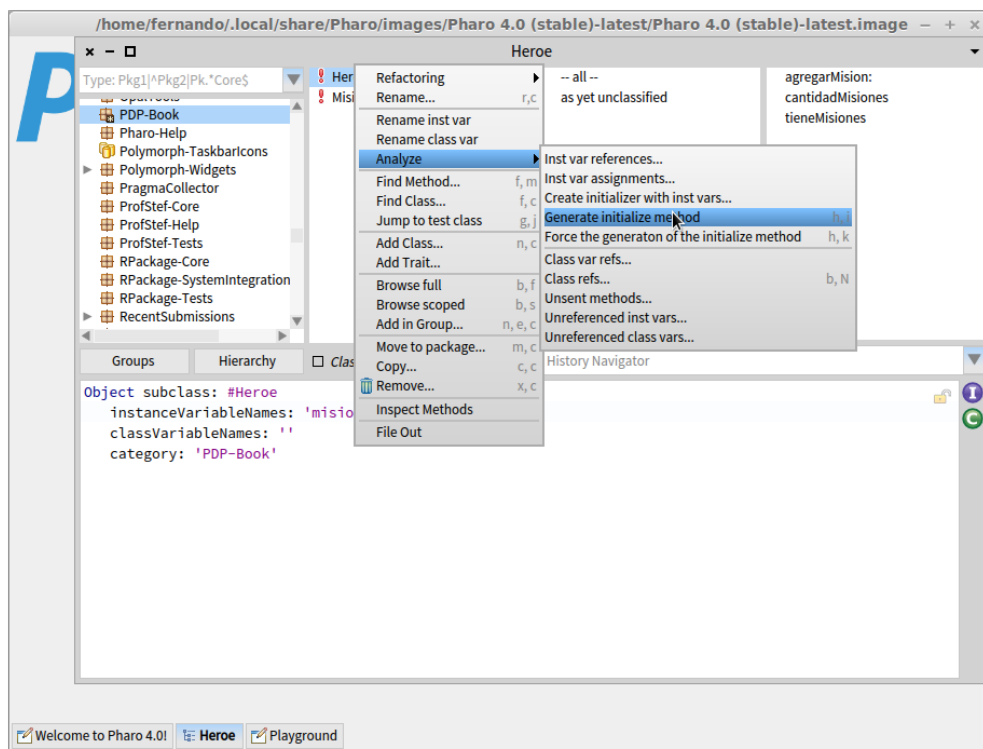 /home/fernando/.local/share/Pharo/images/Pharo 4.0 (stable)-latest/Pharo 4.0 (stable)-latest.image
Heroe
Type: Pkg1|^Pkg2|Pk.*Core$
PDP-Book
Pharo-Help
Polymorph-TaskbarIcons
Polymorph-Widgets
PragmaCollector
ProfStef-Core
ProfStef-Help
ProfStef-Tests
RPackage-Core
RPackage-SystemIntegration
RPackage-Tests
RecentSubmissions
Her
Misi
Refactoring
Rename... r,c
Rename inst var
Rename class var
Analyze
Find Method... f, m
Find Class... f, c
Jump to test class g, j
Add Class... n, c
Add Trait...
Browse full b, f
Browse scoped b, s
Add in Group... n, e, c
Move to package... m, c
Copy... c, c
Remove... x, c
Inspect Methods
File Out
-- all --
as yet unclassified
agregarMision:
cantidadMisiones
tieneMisiones
Inst var references...
Inst var assignments...
Create initializer with inst vars...
Generate initialize method h, i
Force the generaton of the initialize method h, k
Class var refs...
Class refs... b, N
Unsent methods...
Unreferenced inst vars...
Unreferenced class vars...
Groups
Hierarchy
Clas
History Navigator
Object subclass: #Heroe
instanceVariableNames: 'misio
classVariableNames: ''
category: 'PDP-Book'
I
C
Welcome to Pharo 4.0!
Heroe
Playground